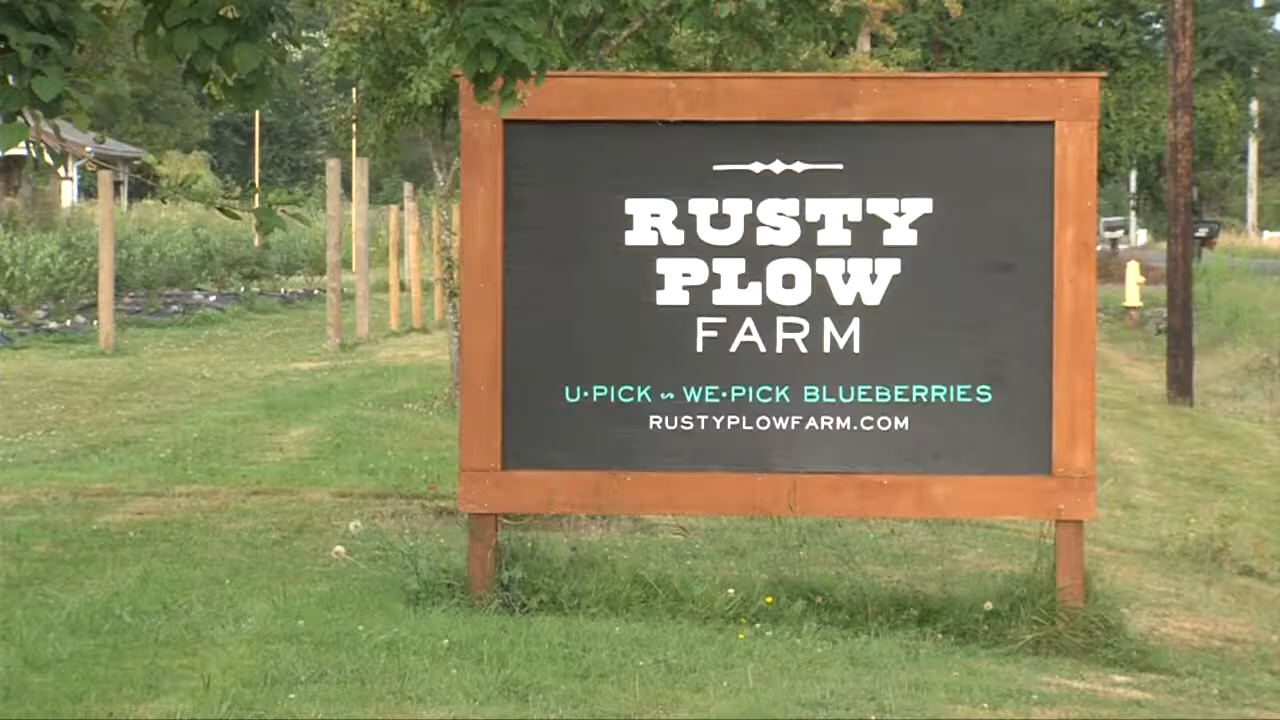 RUSTY
PLOW
FARM
U·PICK ~ WE·PICK BLUEBERRIES
RUSTYPLOWFARM.COM